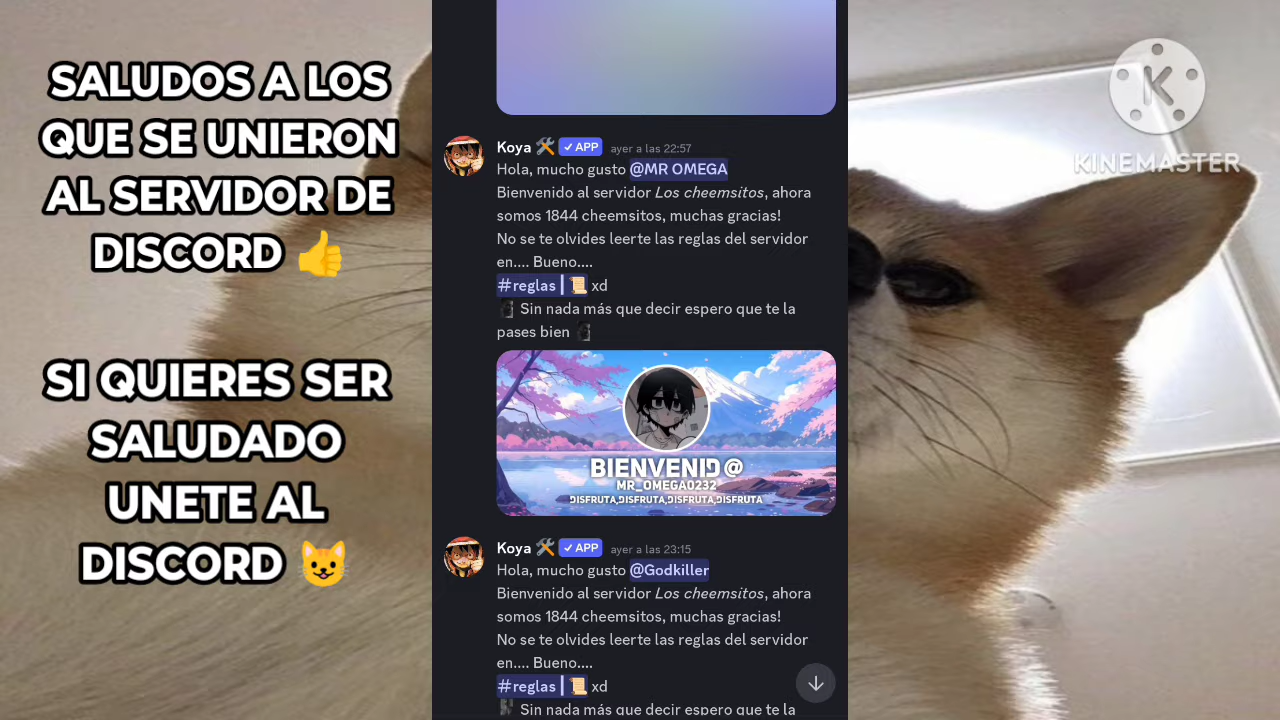 SALUDOS A LOS
QUE SE UNIERON
AL SERVIDOR DE
DISCORD 👍
SI QUIERES SER
SALUDADO
UNETE AL
DISCORD 😺
Koya 🛠️ ✓ APP ayer a las 22:57
Hola, mucho gusto @MR OMEGA
Bienvenido al servidor Los cheemsitos, ahora
somos 1844 cheemsitos, muchas gracias!
No se te olvides leerte las reglas del servidor
en.... Bueno....
#reglas┃📜 xd
Sin nada más que decir espero que te la
pases bien
BIENVENID@
MR_OMEGA0232
DISFRUTA,DISFRUTA,DISFRUTA,DISFRUTA
Koya 🛠️ ✓ APP ayer a las 23:15
Hola, mucho gusto @Godkiller
Bienvenido al servidor Los cheemsitos, ahora
somos 1844 cheemsitos, muchas gracias!
No se te olvides leerte las reglas del servidor
en.... Bueno....
#reglas┃📜 xd
Sin nada más que decir espero que te la
K
KINEMASTER